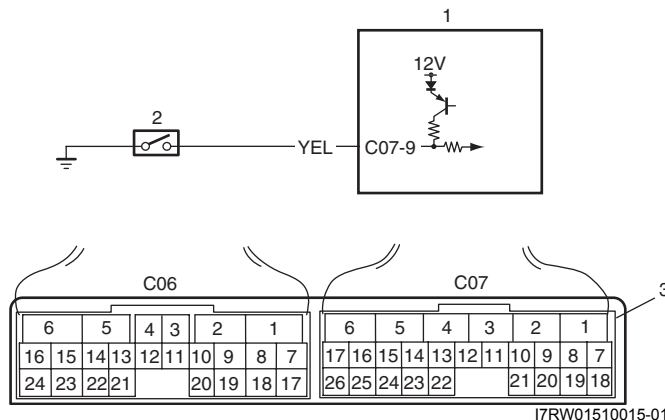 1
12V
2
YEL
C07-9
C06
C07
3
6 5 4 3 2 1
16 15 14 13 12 11 10 9 8 7
24 23 22 21 20 19 18 17
6 5 4 3 2 1
17 16 15 14 13 12 11 10 9 8 7
26 25 24 23 22 21 20 19 18
I7RW01510015-01